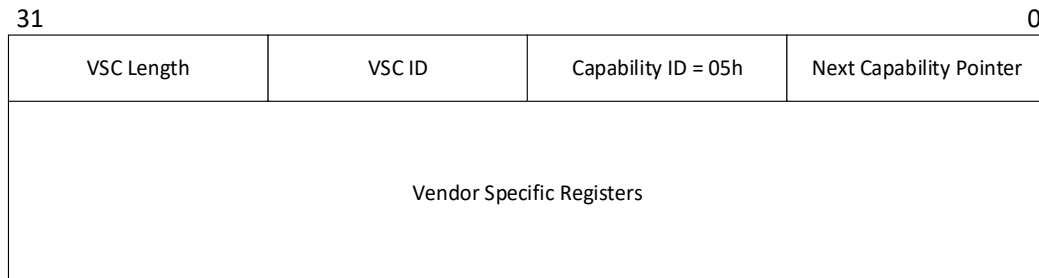 31 0
VSC Length VSC ID Capability ID = 05h Next Capability Pointer
Vendor Specific Registers